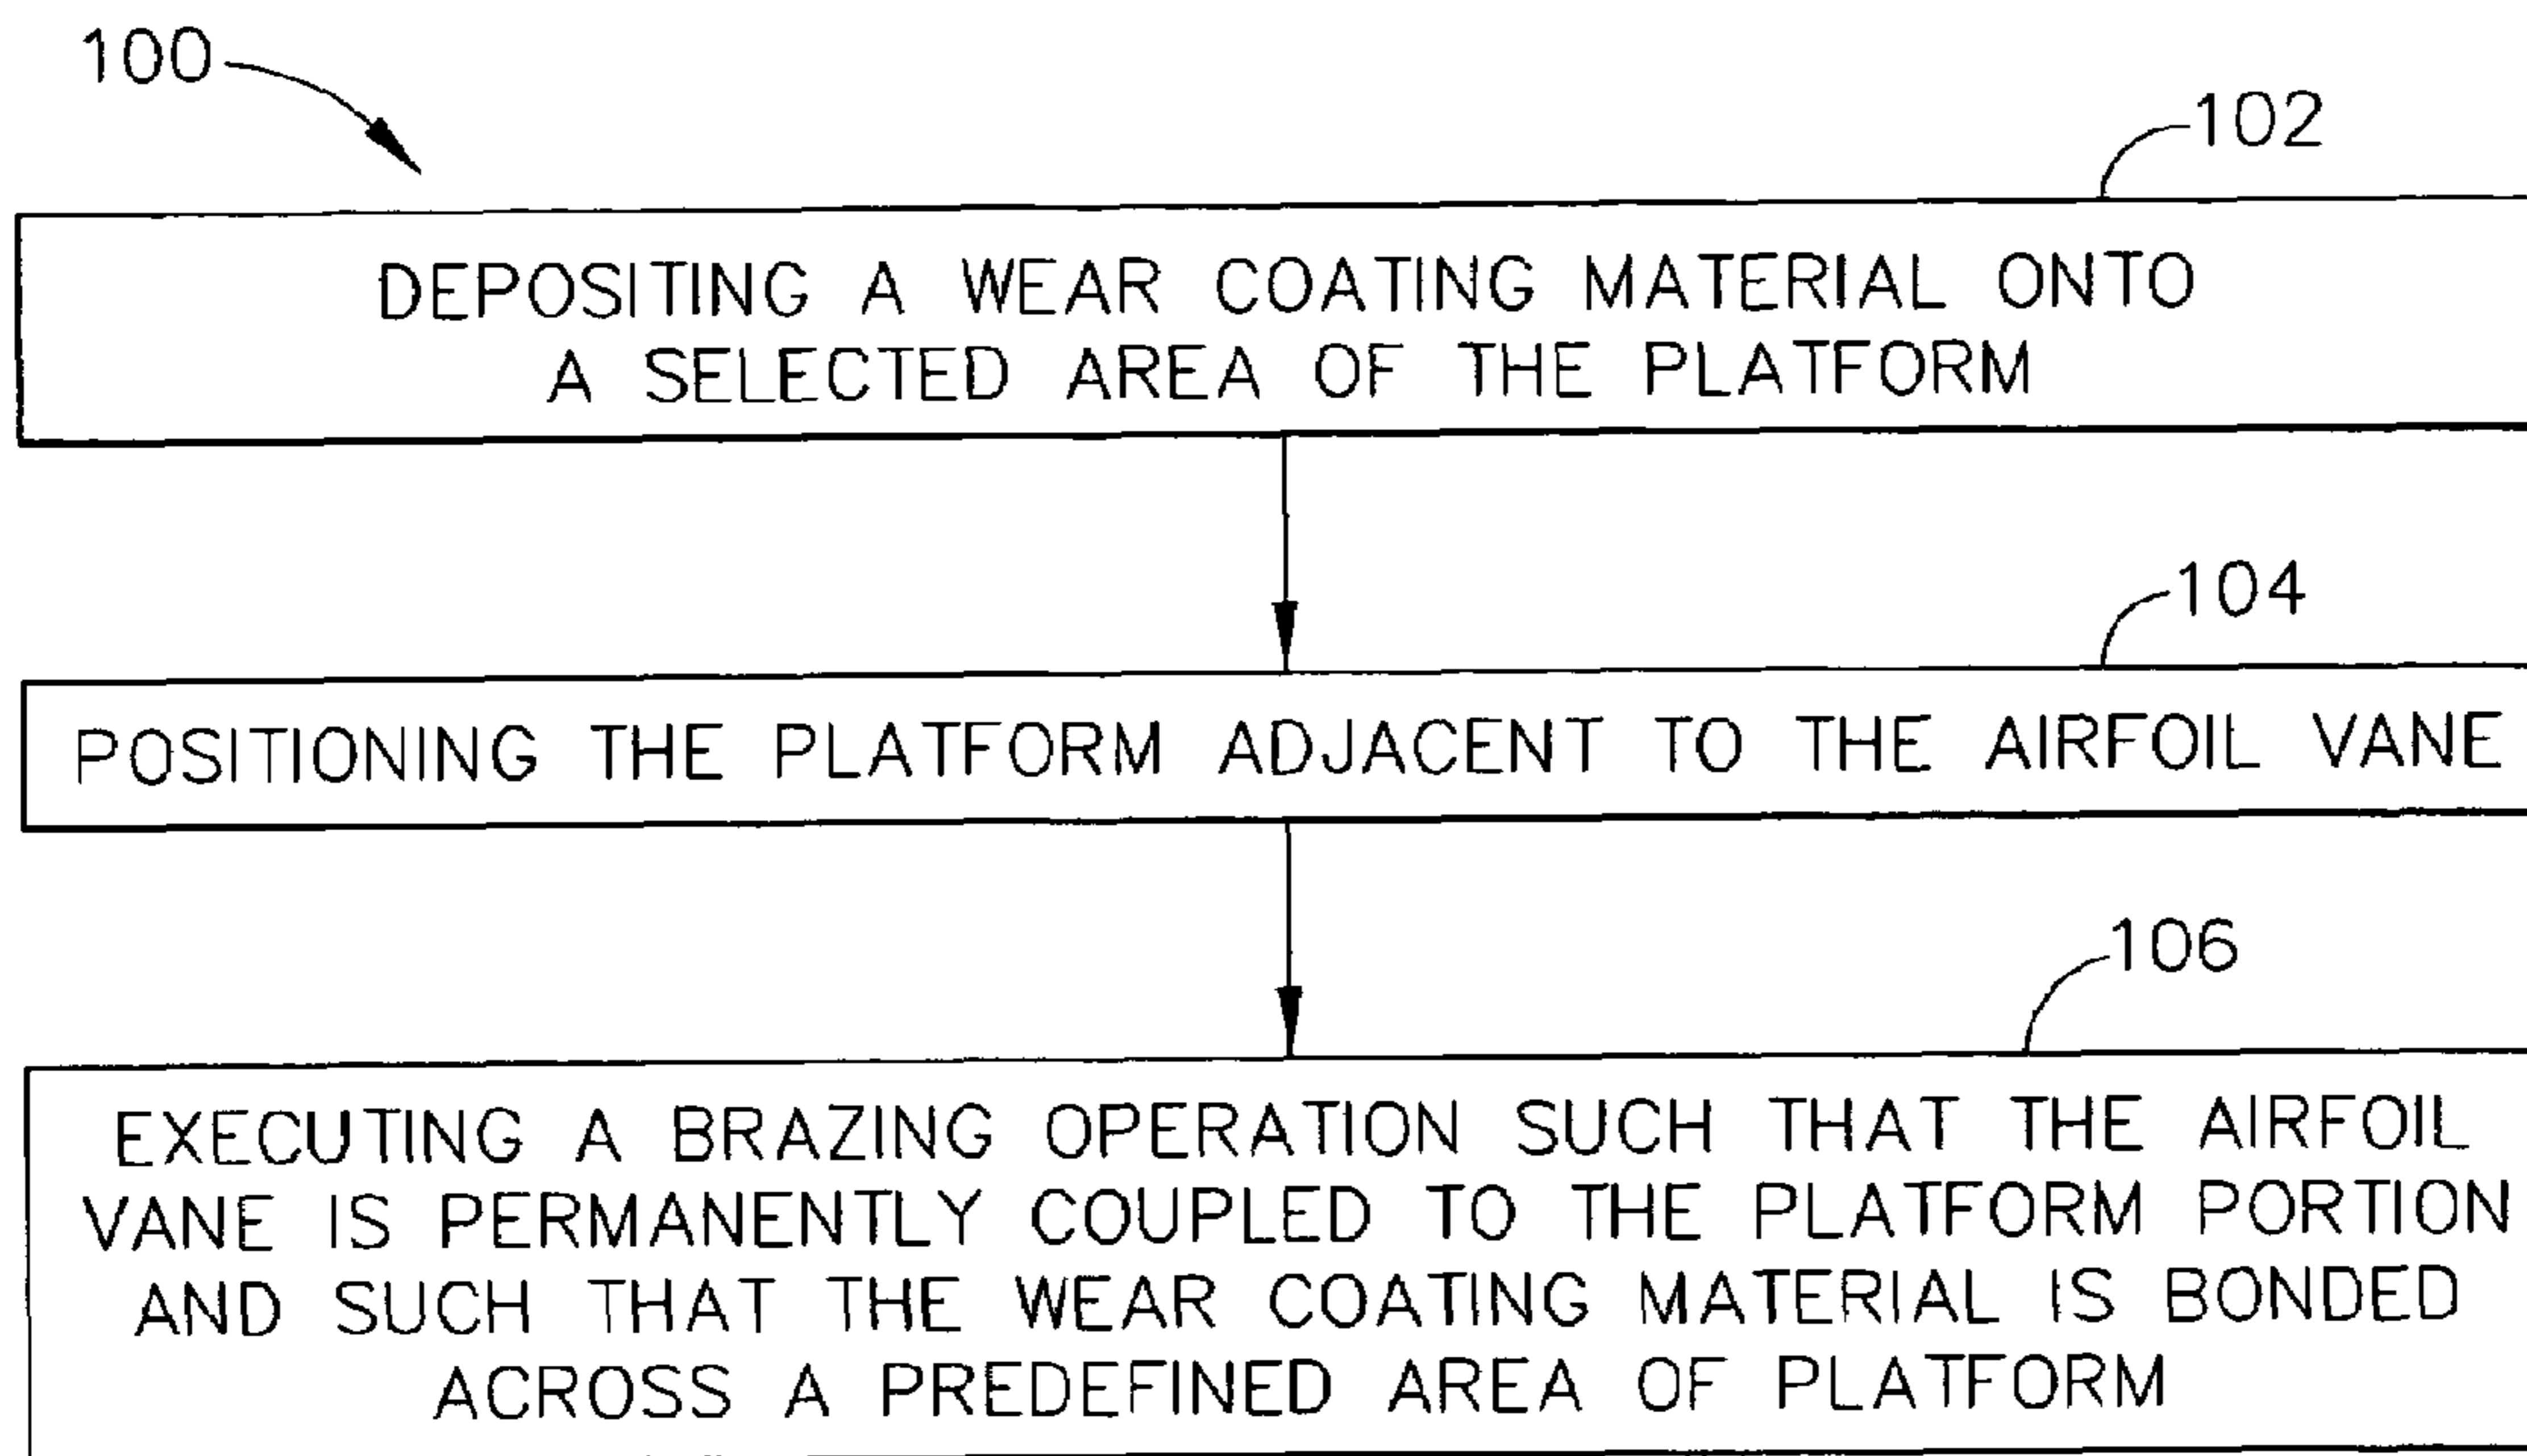 100
102
DEPOSITING A WEAR COATING MATERIAL ONTO
A SELECTED AREA OF THE PLATFORM
104
POSITIONING THE PLATFORM ADJACENT TO THE AIRFOIL VANE
106
EXECUTING A BRAZING OPERATION SUCH THAT THE AIRFOIL
VANE IS PERMANENTLY COUPLED TO THE PLATFORM PORTION
AND SUCH THAT THE WEAR COATING MATERIAL IS BONDED
ACROSS A PREDEFINED AREA OF PLATFORM